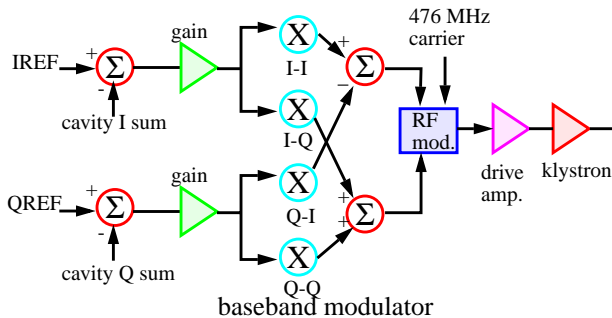 476 MHz
carrier
gain
IREF
+
-
Σ
X
I-I
+
−
Σ
cavity I sum
X
I-Q
RF
mod.
drive
amp.
klystron
gain
QREF
+
-
Σ
X
Q-I
+
+
Σ
cavity Q sum
X
Q-Q
baseband modulator